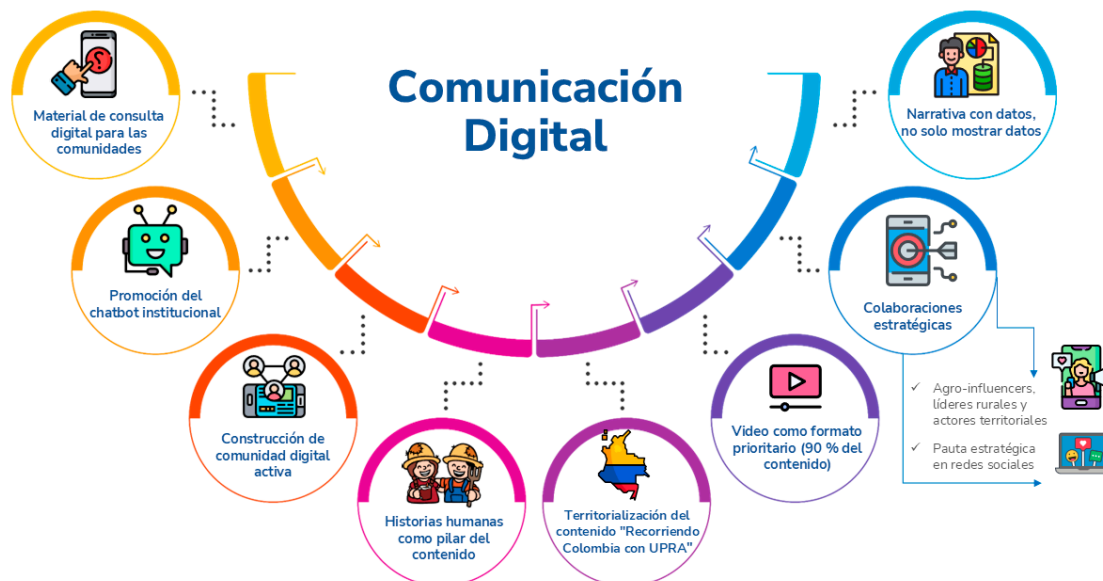 Comunicación
Digital
Material de consulta
digital para las
comunidades
Promoción del
chatbot institucional
Construcción de
comunidad digital
activa
Historias humanas
como pilar del
contenido
Territorialización del
contenido "Recorriendo
Colombia con UPRA"
Video como formato
prioritario (90 % del
contenido)
Colaboraciones
estratégicas
Narrativa con datos,
no solo mostrar datos
✓ Agro-influencers,
líderes rurales y
actores territoriales
✓ Pauta estratégica
en redes sociales